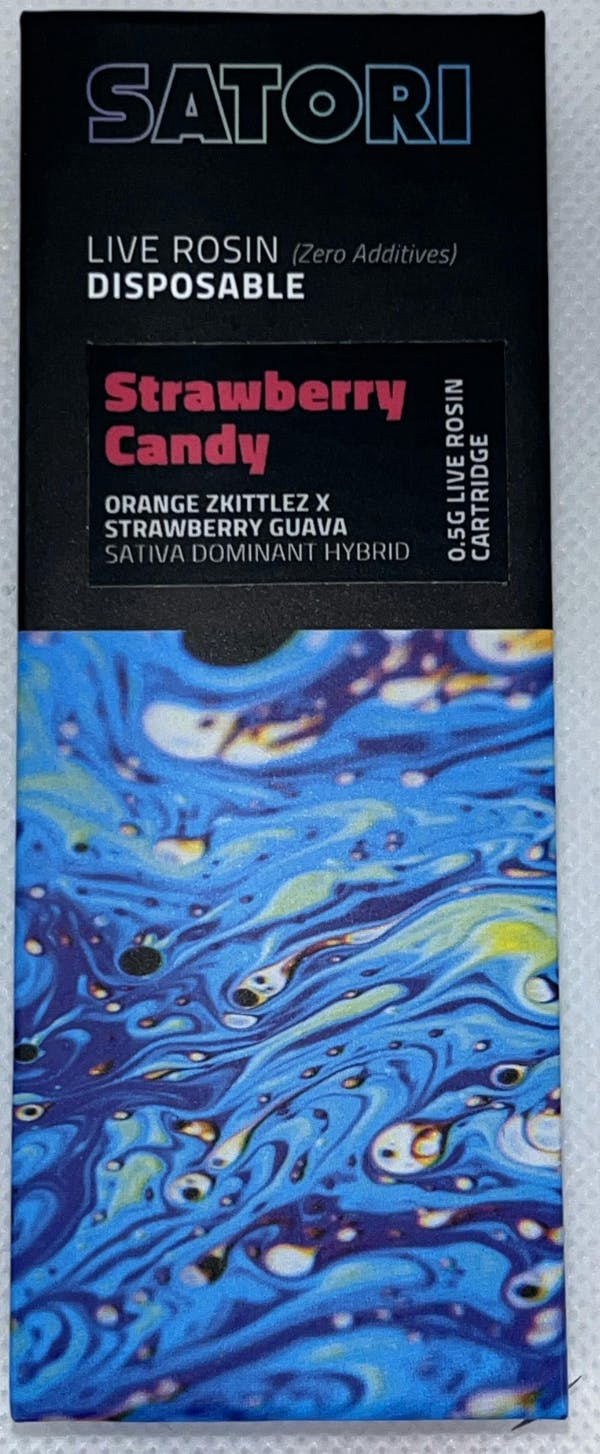 SATORI
LIVE ROSIN (Zero Additives)
DISPOSABLE
Strawberry
Candy
ORANGE ZKITTLEZ X
STRAWBERRY GUAVA
SATIVA DOMINANT HYBRID
0.5G LIVE ROSIN
CARTRIDGE